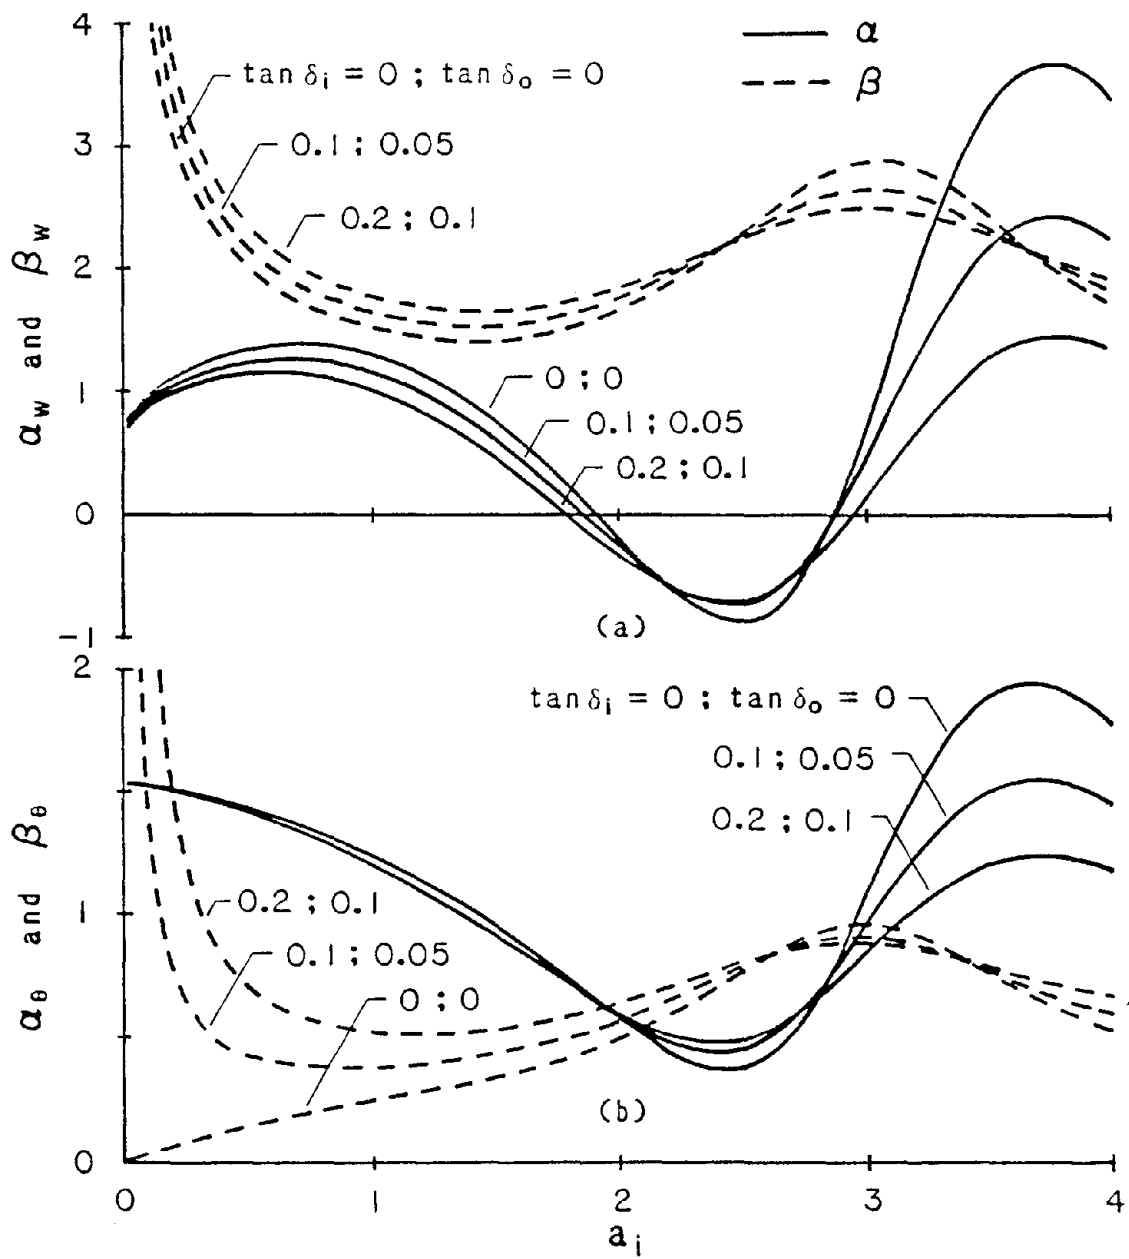 4
α
β
tan δi = 0 ; tan δo = 0
3
0.1 ; 0.05
0.2 ; 0.1
αw and βw
2
1
0 ; 0
0.1 ; 0.05
0.2 ; 0.1
0
(a)
-1
2
tan δi = 0 ; tan δo = 0
0.1 ; 0.05
0.2 ; 0.1
αθ and βθ
1
0.2 ; 0.1
0.1 ; 0.05
0 ; 0
(b)
0
0 1 2 3 4
ai